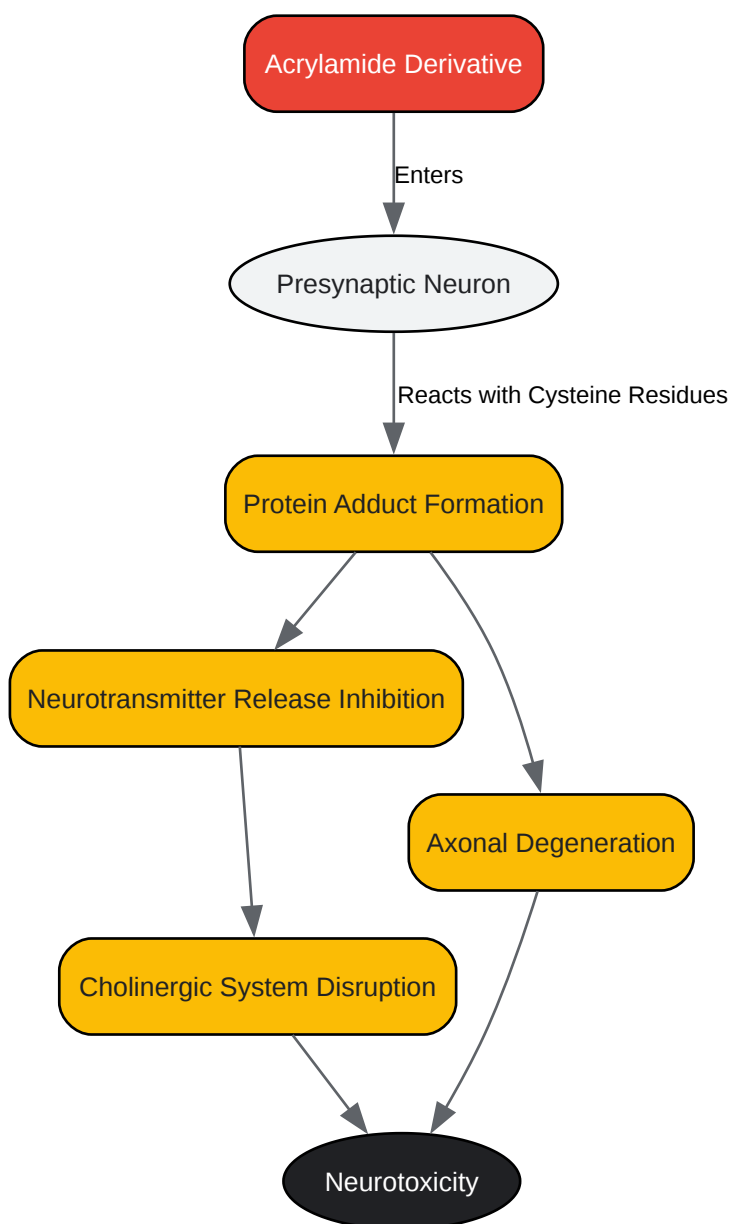 Acrylamide Derivative
Enters
Presynaptic Neuron
Reacts with Cysteine Residues
Protein Adduct Formation
Neurotransmitter Release Inhibition
Axonal Degeneration
Cholinergic System Disruption
Neurotoxicity